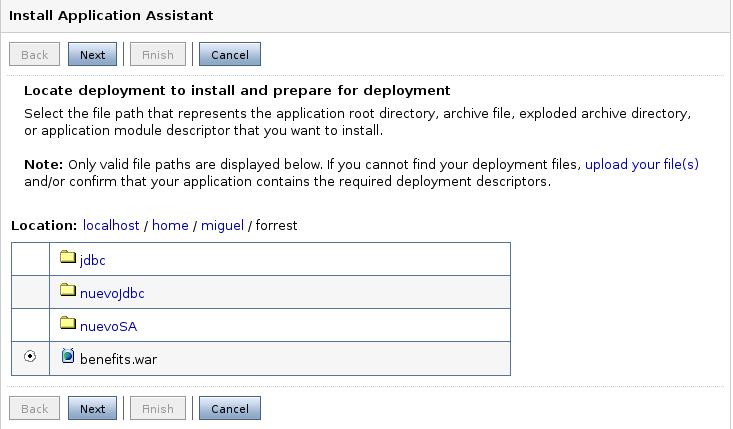 Install Application Assistant
Back Next Finish Cancel
Locate deployment to install and prepare for deployment
Select the file path that represents the application root directory, archive file, exploded archive directory,
or application module descriptor that you want to install.
Note: Only valid file paths are displayed below. If you cannot find your deployment files, upload your file(s)
and/or confirm that your application contains the required deployment descriptors.
Location: localhost / home / miguel / forrest
jdbc
nuevoJdbc
nuevoSA
benefits.war
Back Next Finish Cancel